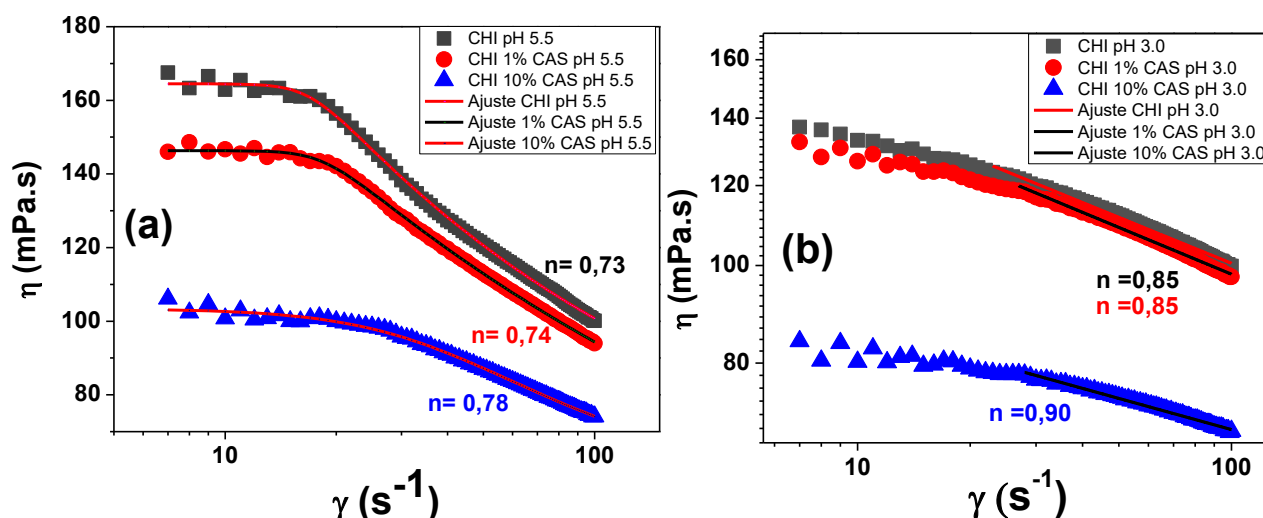 180
160
140
120
100
80
η (mPa.s)
CHI pH 5.5
CHI 1% CAS pH 5.5
CHI 10% CAS pH 5.5
Ajuste CHI pH 5.5
Ajuste 1% CAS pH 5.5
Ajuste 10% CAS pH 5.5
(a)
n= 0,73
n= 0,74
n= 0,78
10
100
γ (s⁻¹)
160
140
120
100
80
η (mPa.s)
CHI pH 3.0
CHI 1% CAS pH 3.0
CHI 10% CAS pH 3.0
Ajuste CHI pH 3.0
Ajuste 1% CAS pH 3.0
Ajuste 10% CAS pH 3.0
(b)
n =0,85
n =0,85
n =0,90
10
100
γ (s⁻¹)